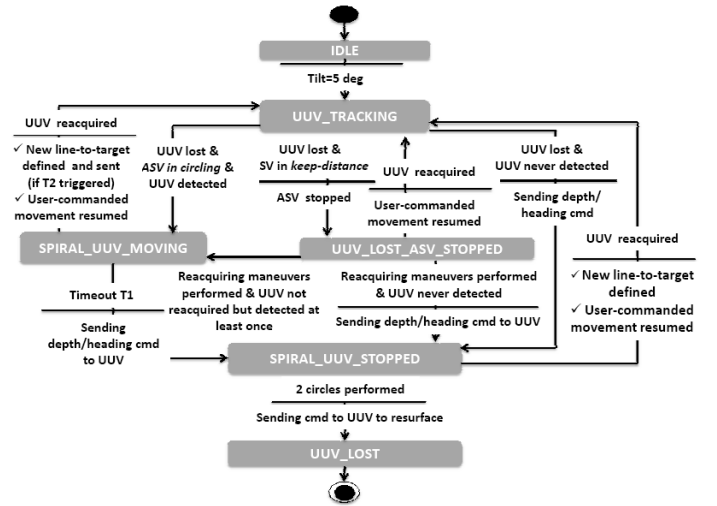 IDLE
Tilt=5 deg
UUV_TRACKING
UUV reacquired
✓ New line-to-target
defined and sent
(if T2 triggered)
✓ User-commanded
movement resumed
UUV lost &
ASV in circling &
UUV detected
UUV lost &
SV in keep-distance
ASV stopped
UUV reacquired
User-commanded
movement resumed
UUV lost &
UUV never detected
Sending depth/
heading cmd
UUV reacquired
✓ New line-to-target
defined
✓ User-commanded
movement resumed
SPIRAL_UUV_MOVING
UUV_LOST_ASV_STOPPED
Timeout T1
Sending
depth/heading cmd
to UUV
Reacquiring maneuvers
performed & UUV not
reacquired but detected at
least once
Reacquiring maneuvers performed
& UUV never detected
Sending depth/heading cmd to UUV
SPIRAL_UUV_STOPPED
2 circles performed
Sending cmd to UUV to resurface
UUV_LOST